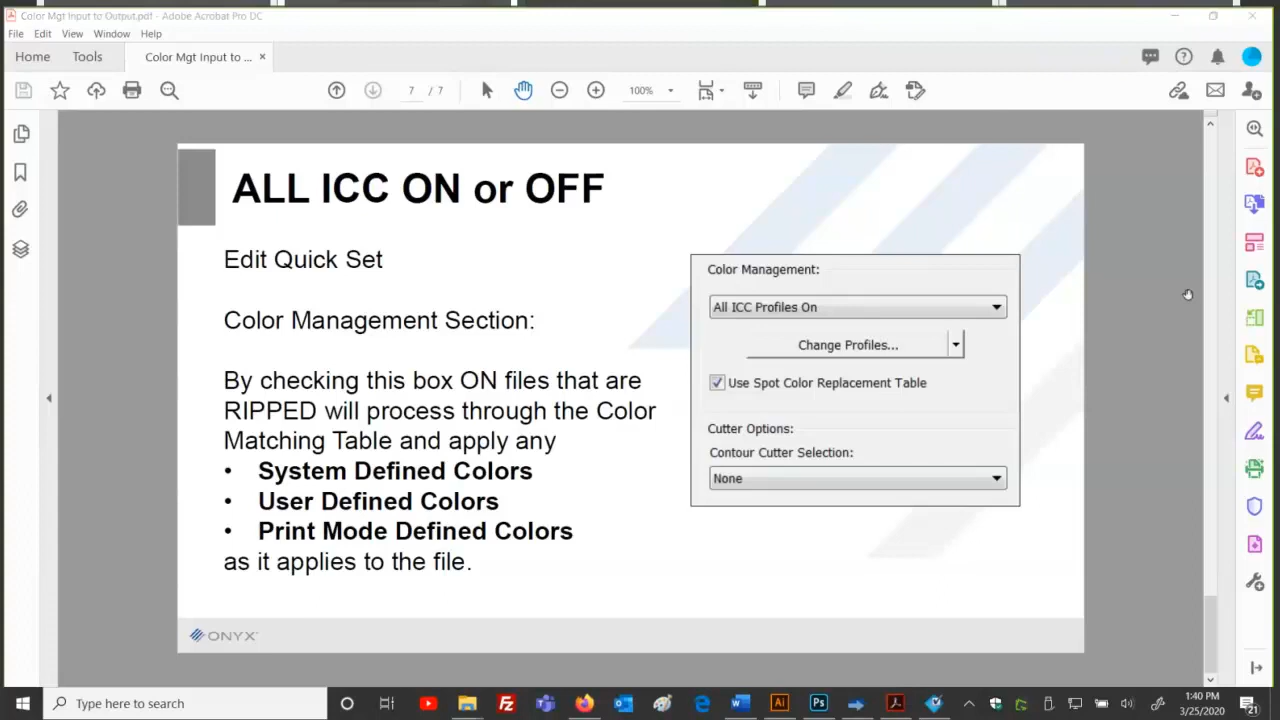 Color Mgt Input to Output.pdf - Adobe Acrobat Pro DC
File Edit View Window Help
Home Tools Color Mgt Input to ... ×
7 / 7 100%
ALL ICC ON or OFF
Edit Quick Set
Color Management Section:
By checking this box ON files that are
RIPPED will process through the Color
Matching Table and apply any
• System Defined Colors
• User Defined Colors
• Print Mode Defined Colors
as it applies to the file.
Color Management:
All ICC Profiles On
Change Profiles...
Use Spot Color Replacement Table
Cutter Options:
Contour Cutter Selection:
None
ONYX
Type here to search
1:40 PM
3/25/2020
21